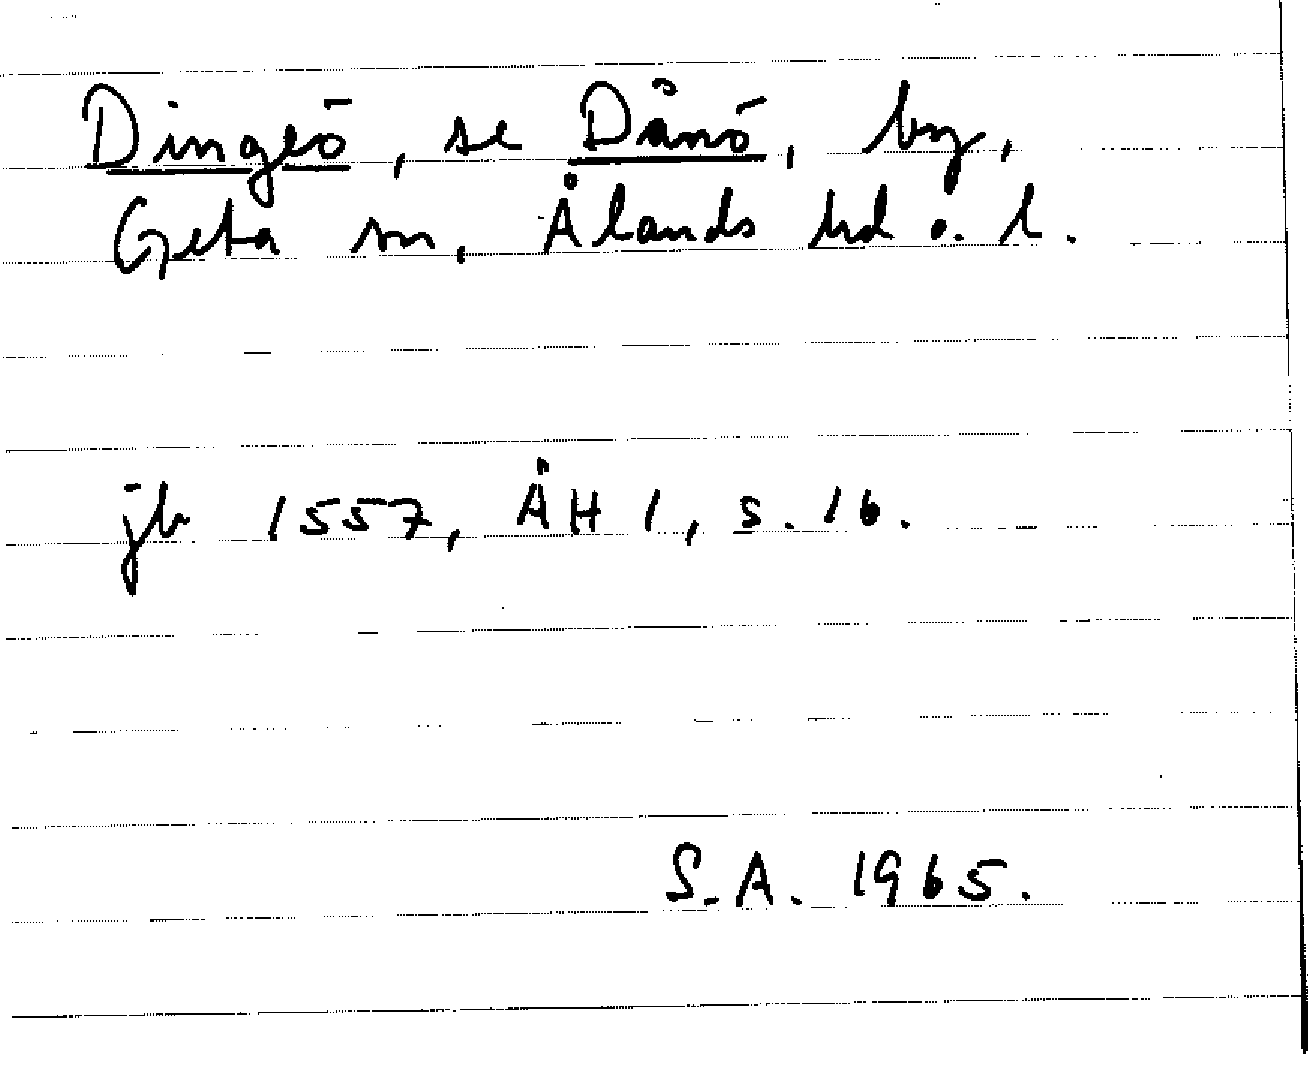 Dingeö, se Dånö, by,
Geta sn, Ålands hd o. l.
jb 1557, ÅH 1, s. 16.
S.A. 1965.